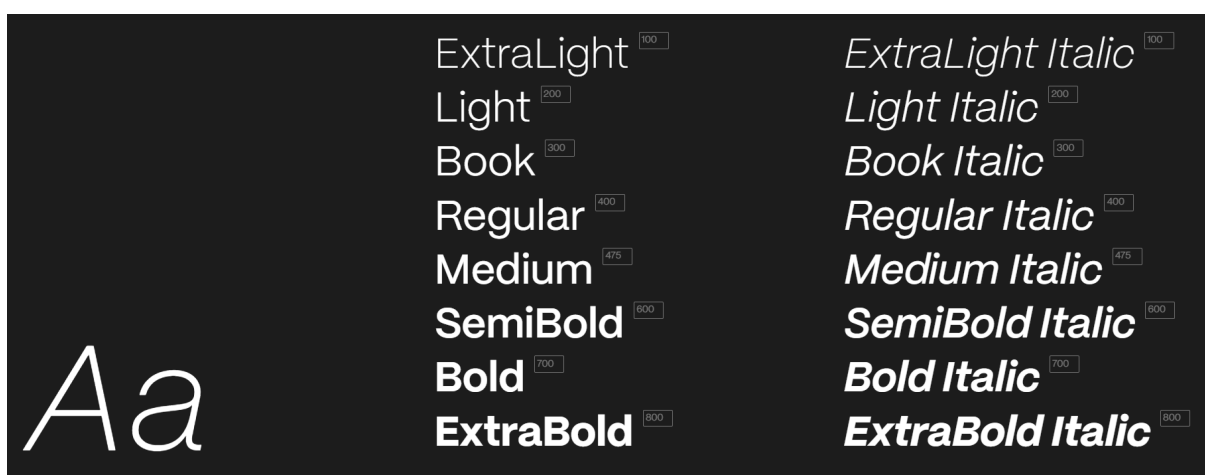 ExtraLight 100
Light 200
Book 300
Regular 400
Medium 475
SemiBold 600
Bold 700
ExtraBold 800
ExtraLight Italic 100
Light Italic 200
Book Italic 300
Regular Italic 400
Medium Italic 475
SemiBold Italic 600
Bold Italic 700
ExtraBold Italic 800
Aa